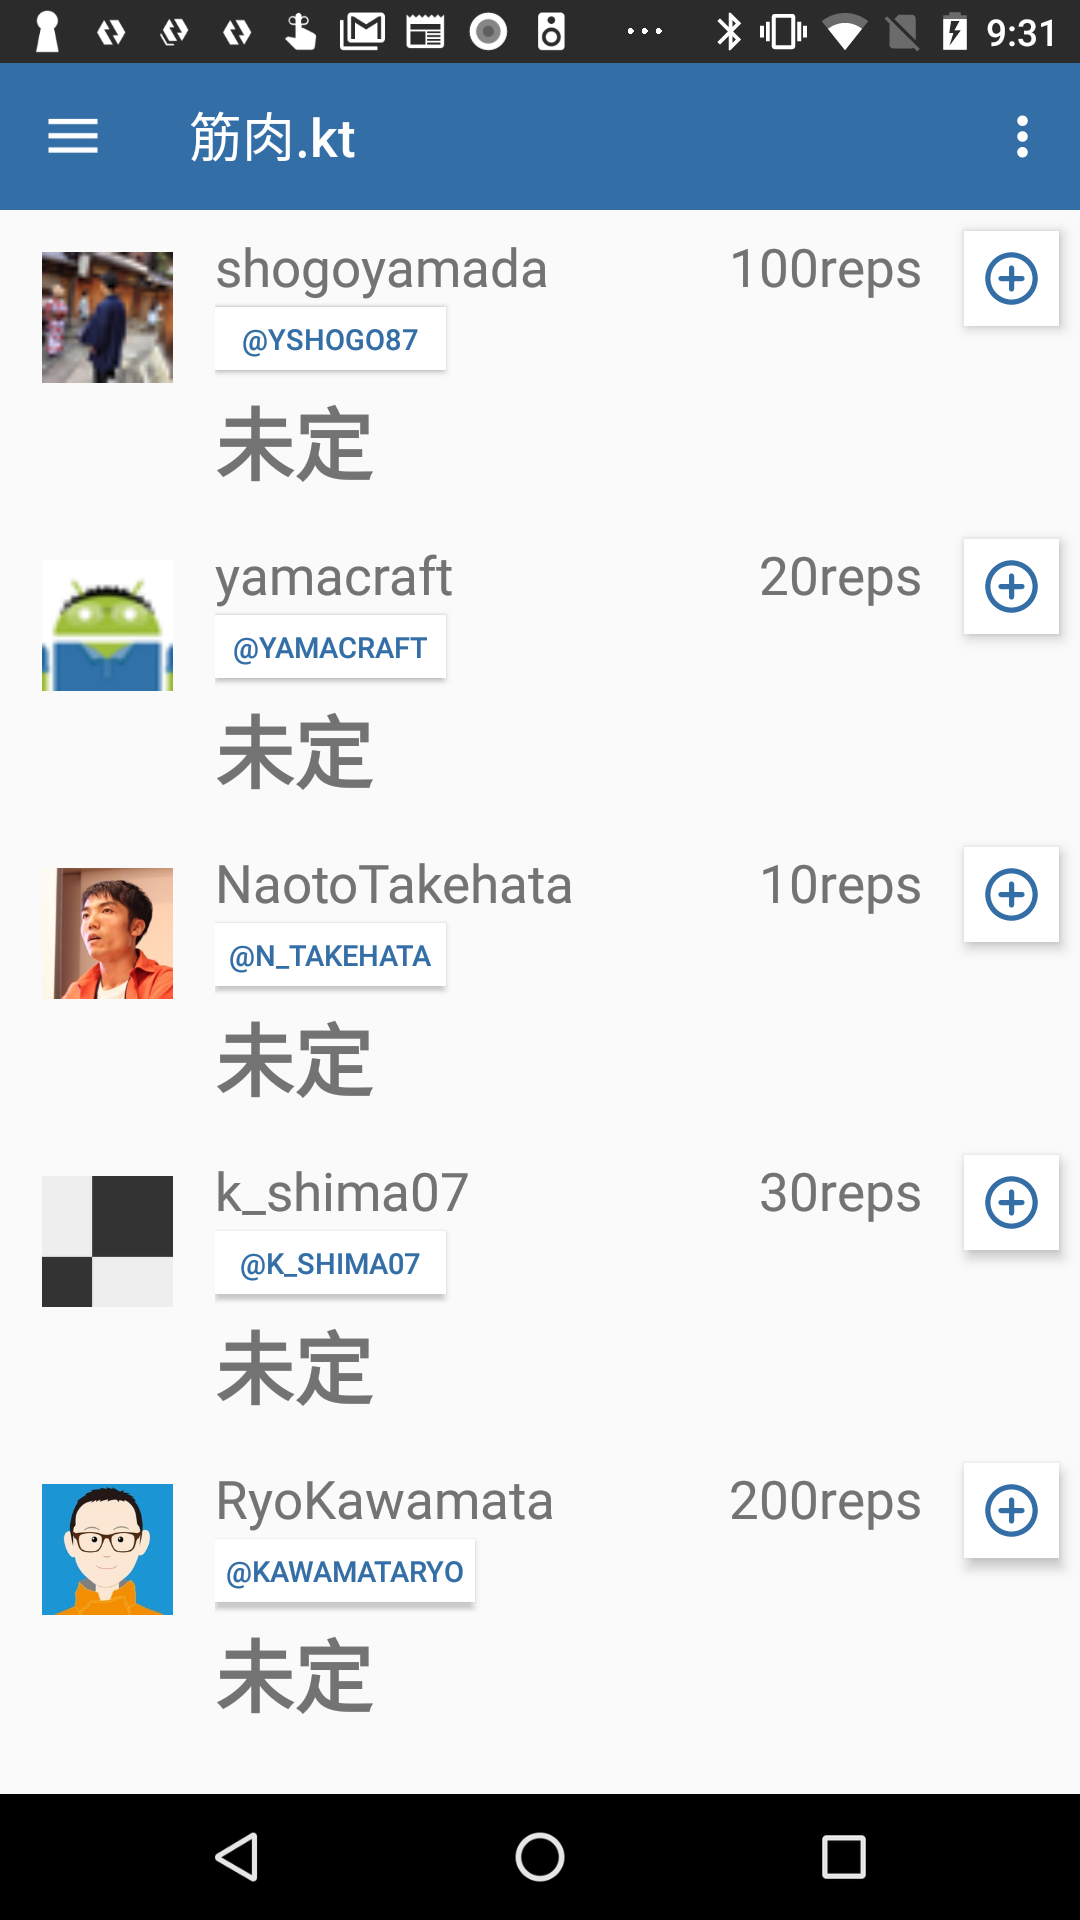 9:31
筋肉.kt
shogoyamada 100reps
@YSHOGO87
未定
yamacraft 20reps
@YAMACRAFT
未定
NaotoTakehata 10reps
@N_TAKEHATA
未定
k_shima07 30reps
@K_SHIMA07
未定
RyoKawamata 200reps
@KAWAMATARYO
未定